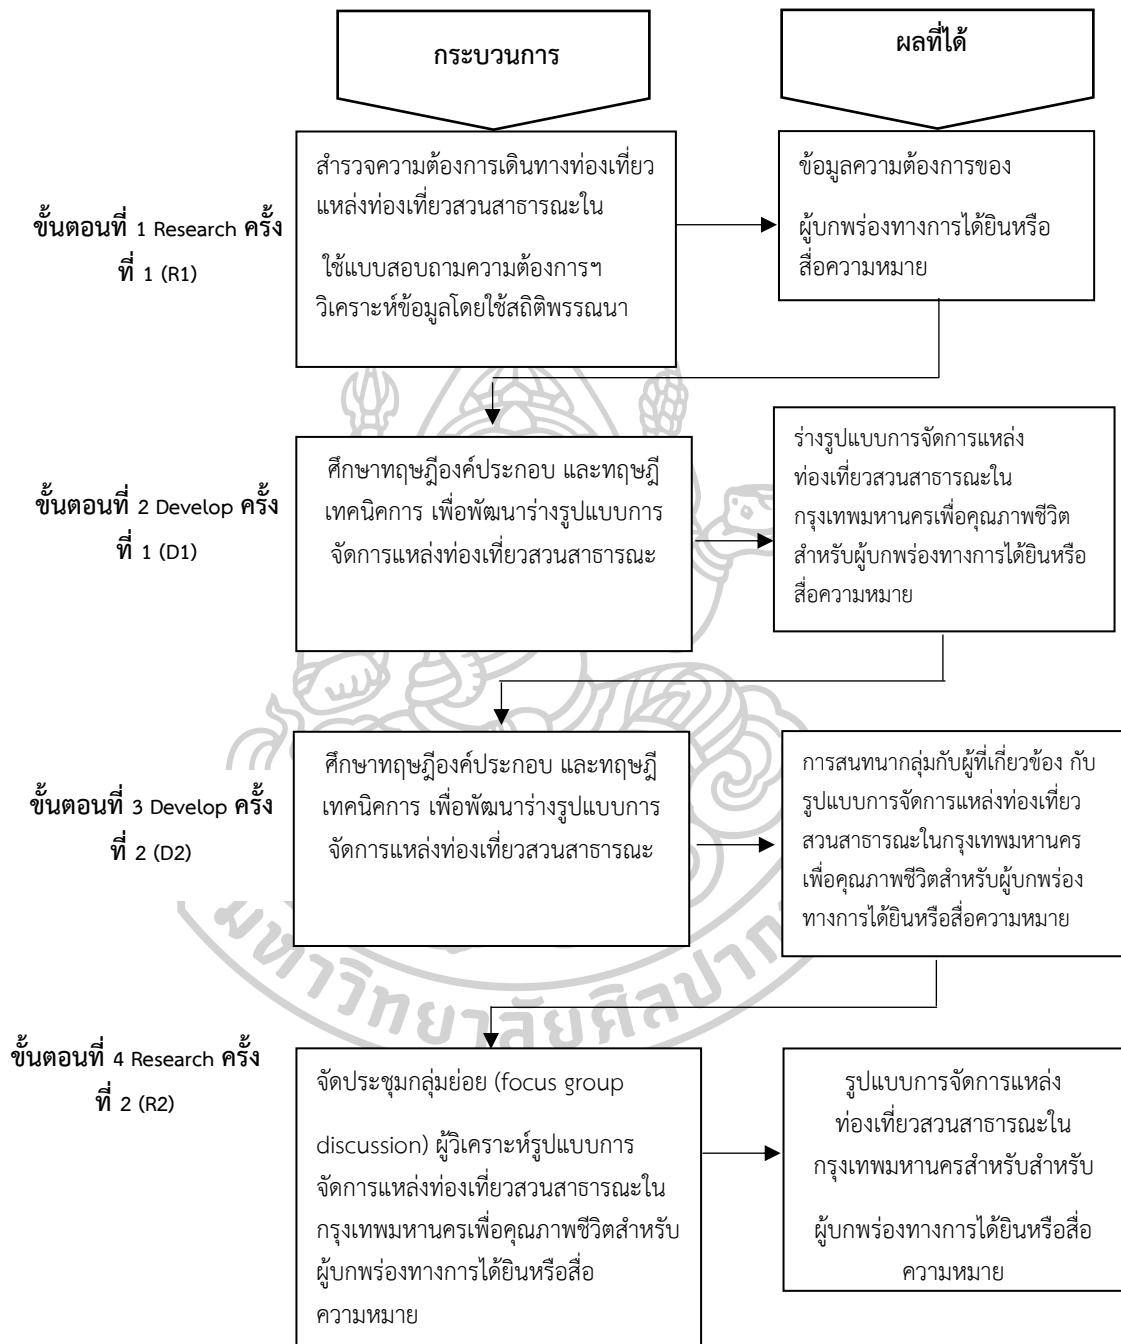 กระบวนการ
ผลที่ได้
ขั้นตอนที่ 1 Research ครั้ง
ที่ 1 (R1)
สำรวจความต้องการเดินทางท่องเที่ยว
แหล่งท่องเที่ยวสวนสาธารณะใน
ใช้แบบสอบถามความต้องการฯ
วิเคราะห์ข้อมูลโดยใช้สถิติพรรณนา
ข้อมูลความต้องการของ
ผู้บกพร่องทางการได้ยินหรือ
สื่อความหมาย
ขั้นตอนที่ 2 Develop ครั้ง
ที่ 1 (D1)
ศึกษาทฤษฎีองค์ประกอบ และทฤษฎี
เทคนิคการ เพื่อพัฒนาร่างรูปแบบการ
จัดการแหล่งท่องเที่ยวสวนสาธารณะ
ร่างรูปแบบการจัดการแหล่ง
ท่องเที่ยวสวนสาธารณะใน
กรุงเทพมหานครเพื่อคุณภาพชีวิต
สำหรับผู้บกพร่องทางการได้ยินหรือ
สื่อความหมาย
ขั้นตอนที่ 3 Develop ครั้ง
ที่ 2 (D2)
ศึกษาทฤษฎีองค์ประกอบ และทฤษฎี
เทคนิคการ เพื่อพัฒนาร่างรูปแบบการ
จัดการแหล่งท่องเที่ยวสวนสาธารณะ
การสนทนากลุ่มกับผู้ที่เกี่ยวข้อง กับ
รูปแบบการจัดการแหล่งท่องเที่ยว
สวนสาธารณะในกรุงเทพมหานคร
เพื่อคุณภาพชีวิตสำหรับผู้บกพร่อง
ทางการได้ยินหรือสื่อความหมาย
มหาวิทยาลัยศิลปากร
ขั้นตอนที่ 4 Research ครั้ง
ที่ 2 (R2)
จัดประชุมกลุ่มย่อย (focus group
discussion) ผู้วิเคราะห์รูปแบบการ
จัดการแหล่งท่องเที่ยวสวนสาธารณะใน
กรุงเทพมหานครเพื่อคุณภาพชีวิตสำหรับ
ผู้บกพร่องทางการได้ยินหรือสื่อ
ความหมาย
รูปแบบการจัดการแหล่ง
ท่องเที่ยวสวนสาธารณะใน
กรุงเทพมหานครสำหรับสำหรับ
ผู้บกพร่องทางการได้ยินหรือสื่อ
ความหมาย